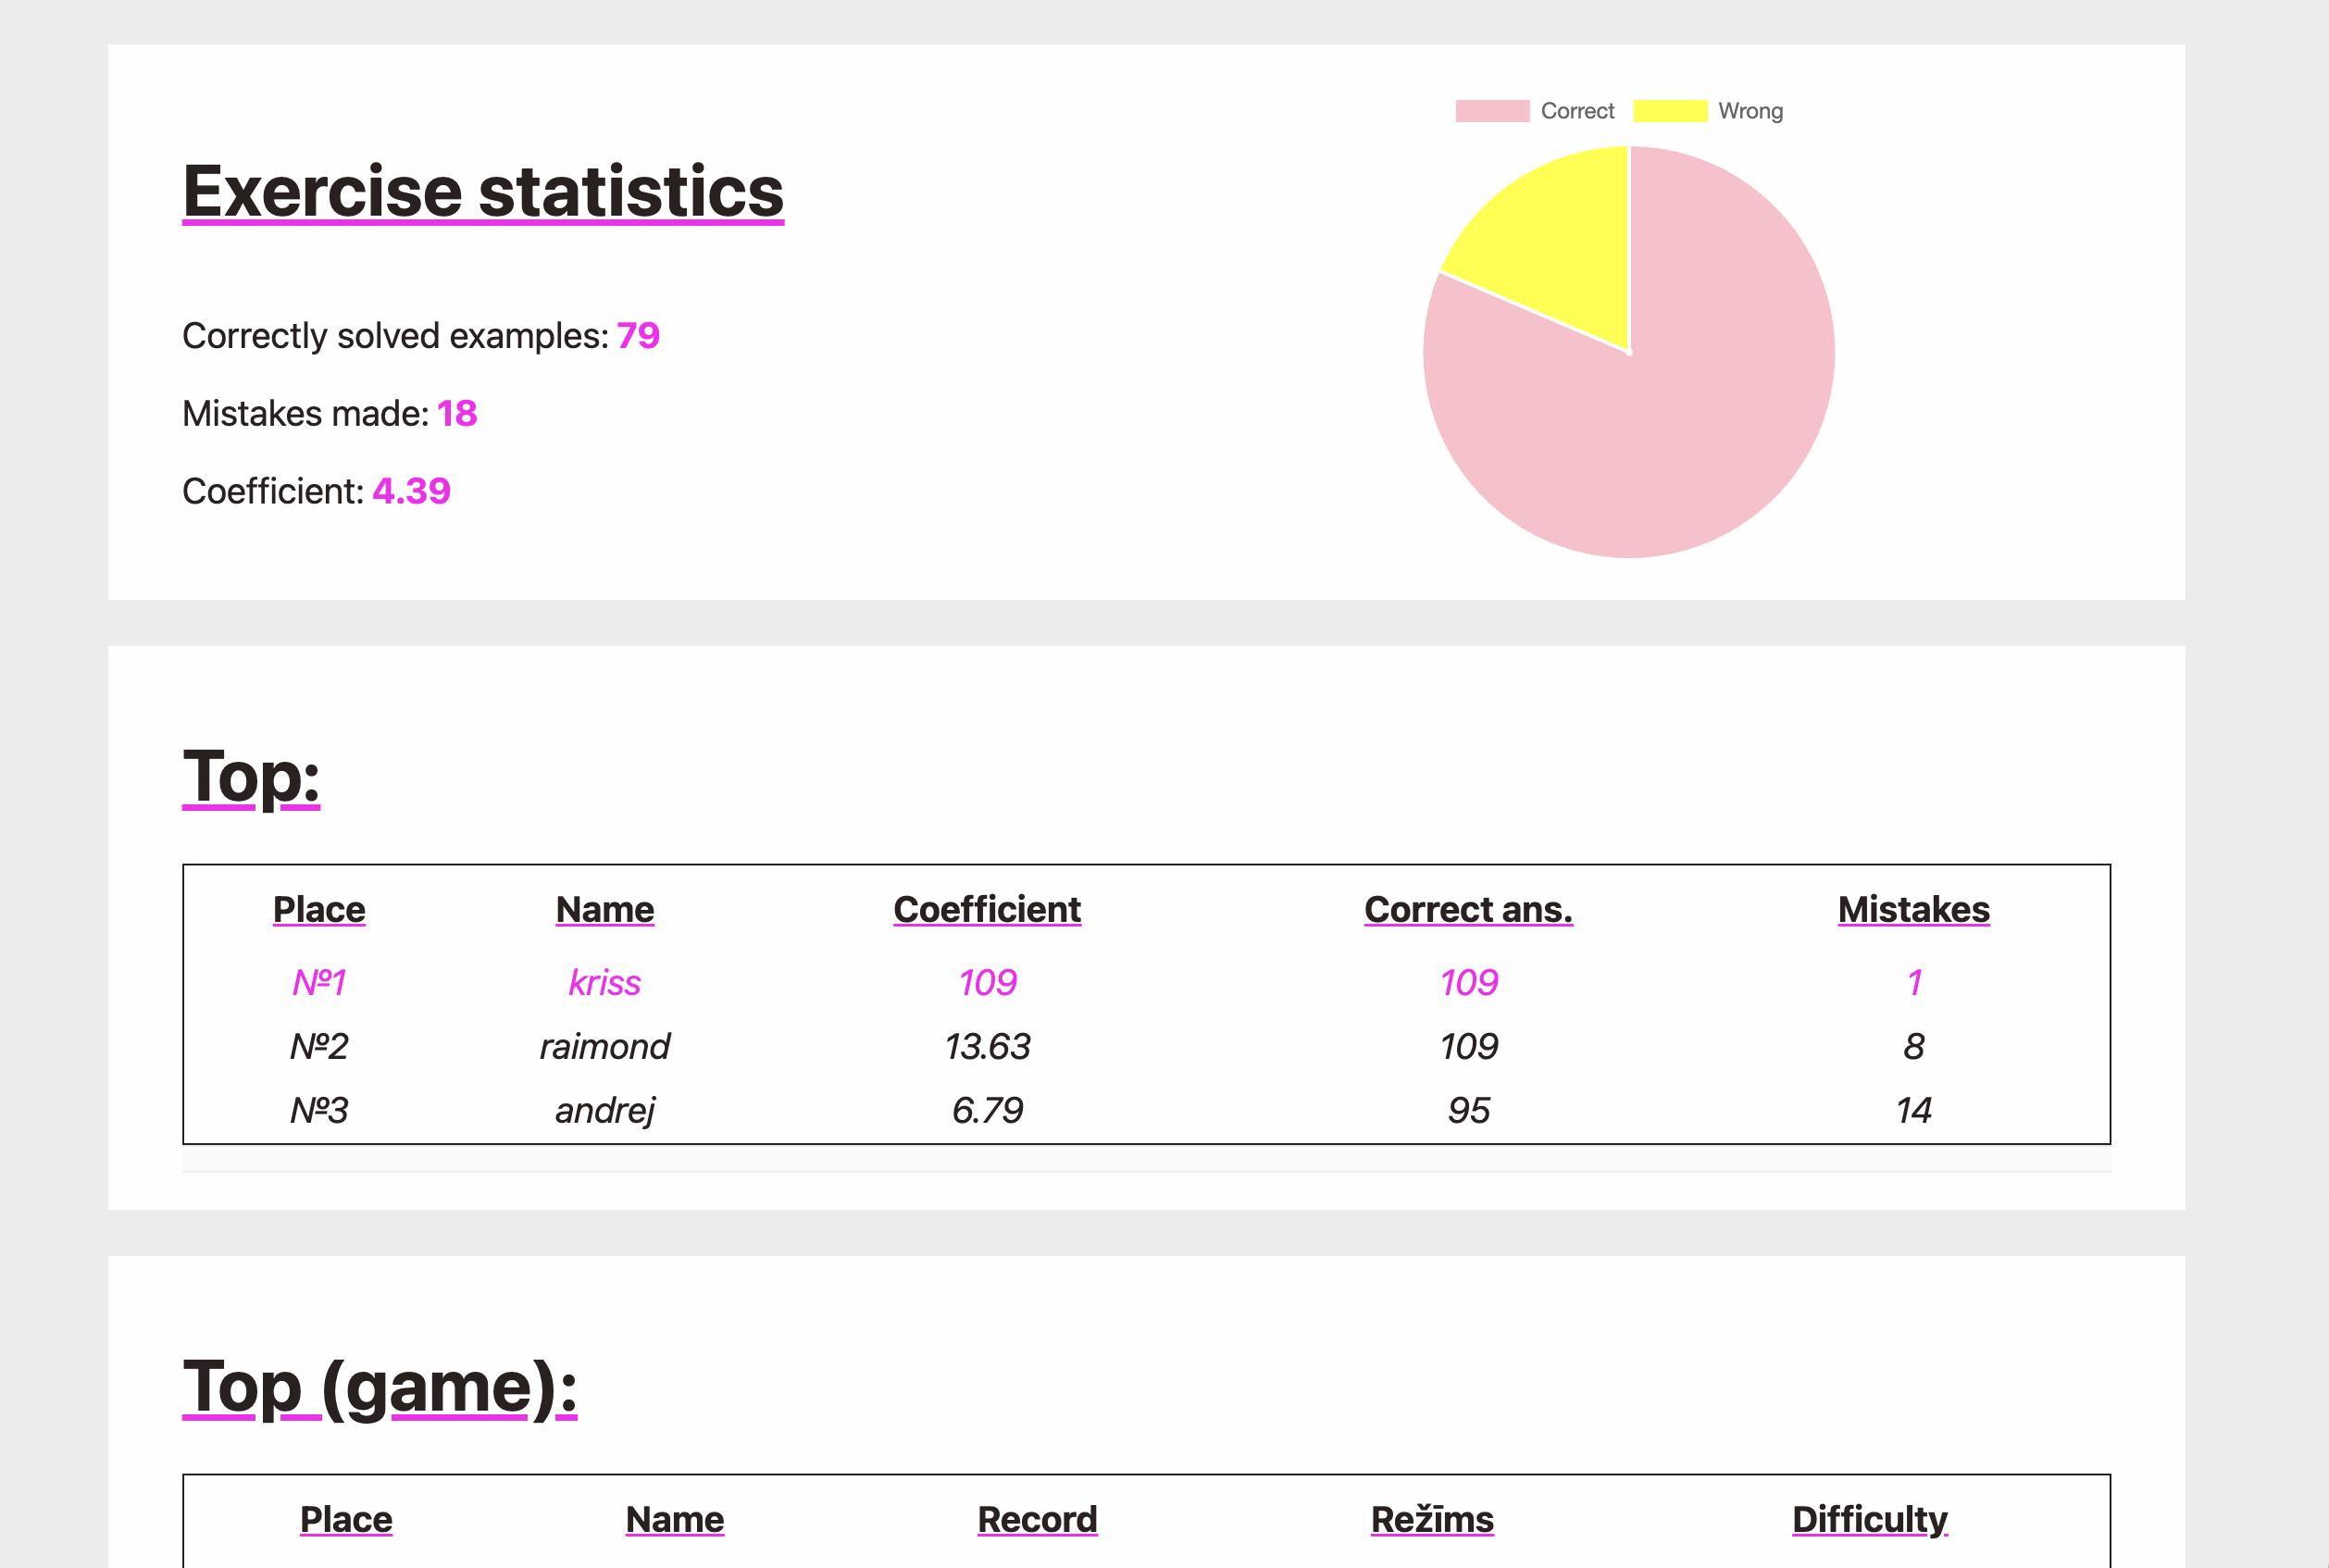 Correct Wrong
Exercise statistics
Correctly solved examples: 79
Mistakes made: 18
Coefficient: 4.39
Top:
Place Name Coefficient Correct ans. Mistakes
№1 kriss 109 109 1
№2 raimond 13.63 109 8
№3 andrej 6.79 95 14
Top (game):
Place Name Record Režīms Difficulty